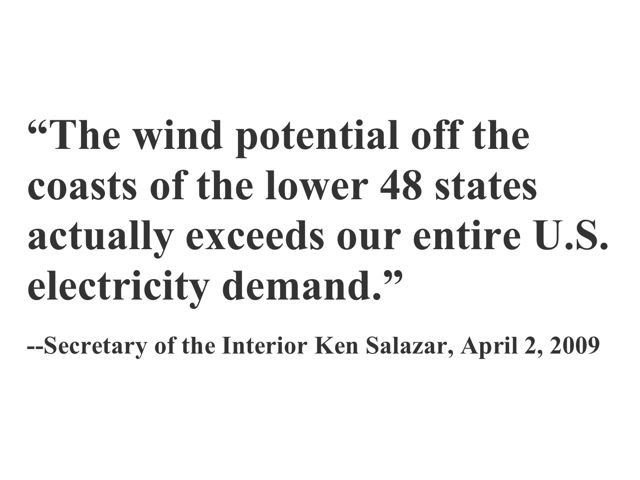 “The wind potential off the
coasts of the lower 48 states
actually exceeds our entire U.S.
electricity demand.”
--Secretary of the Interior Ken Salazar, April 2, 2009